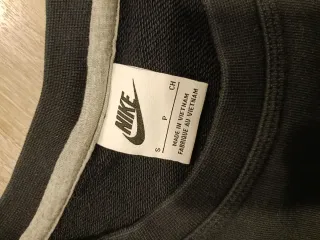 NIKE
S P CH
MADE IN VIETNAM
FABRIQUÉ AU VIETNAM